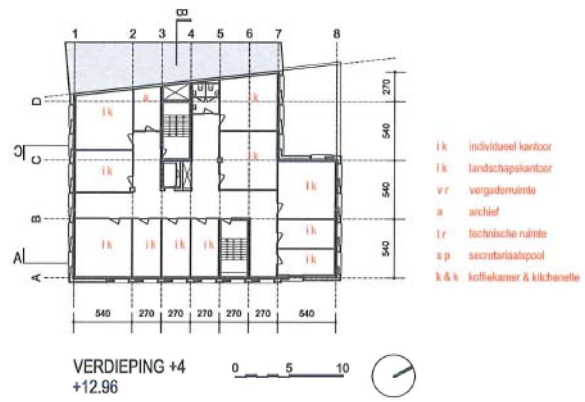 B
1 2 3 4 5 6 7 8
D
C
B
A
C
A
a
i k
i k
i k
i k
i k
i k
i k
i k
i k
i k
i k
i k
270
540
540
540
540 270 270 270 270 270 540
i k individueel kantoor
l k landschapskantoor
v r vergaderruimte
a archief
t r technische ruimte
s p secretariaatspool
k & k koffiekamer & kitchenette
VERDIEPING +4
+12.96
0 5 10